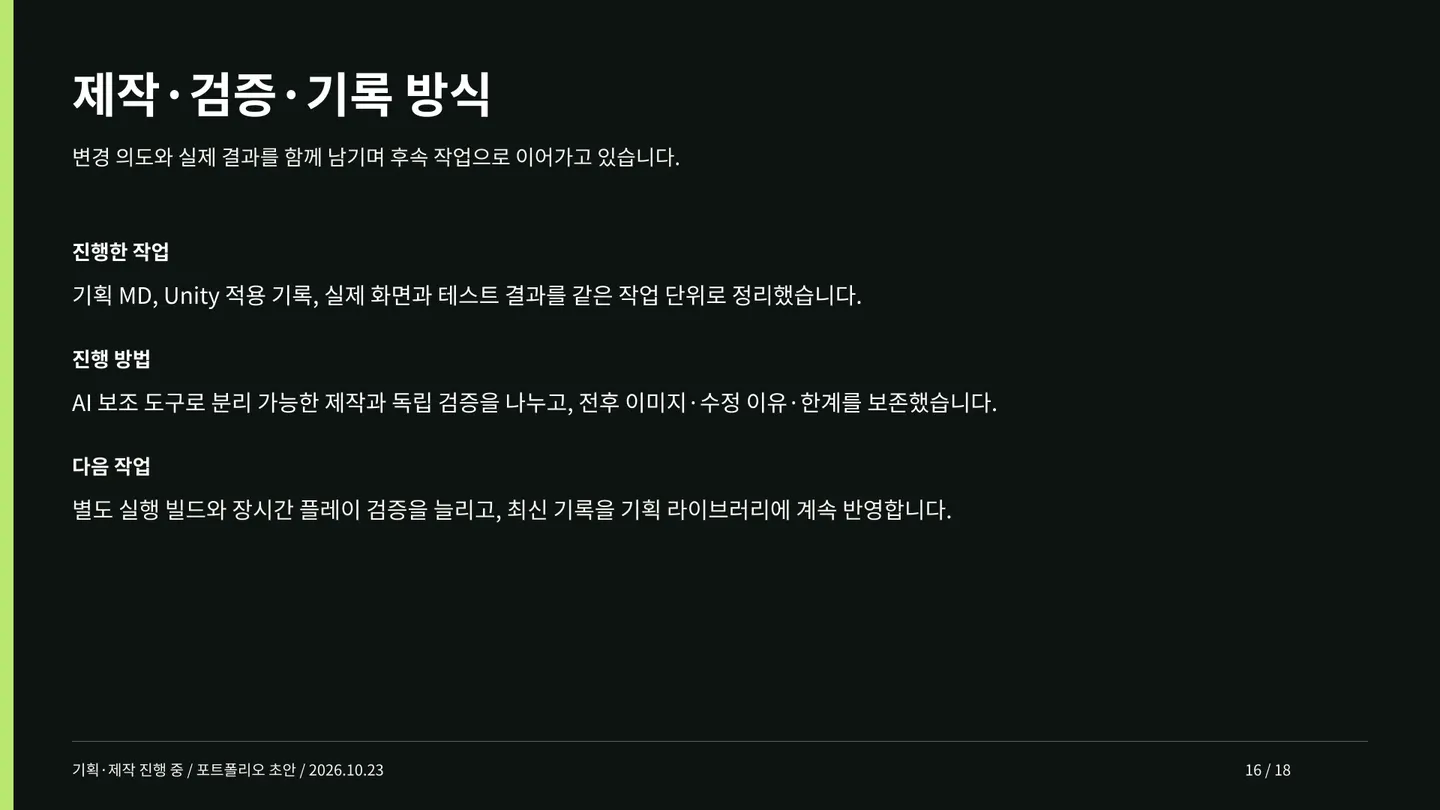 제작·검증·기록 방식
변경 의도와 실제 결과를 함께 남기며 후속 작업으로 이어가고 있습니다.
진행한 작업
기획 MD, Unity 적용 기록, 실제 화면과 테스트 결과를 같은 작업 단위로 정리했습니다.
진행 방법
AI 보조 도구로 분리 가능한 제작과 독립 검증을 나누고, 전후 이미지·수정 이유·한계를 보존했습니다.
다음 작업
별도 실행 빌드와 장시간 플레이 검증을 늘리고, 최신 기록을 기획 라이브러리에 계속 반영합니다.
기획·제작 진행 중 / 포트폴리오 초안 / 2026.10.23
16 / 18